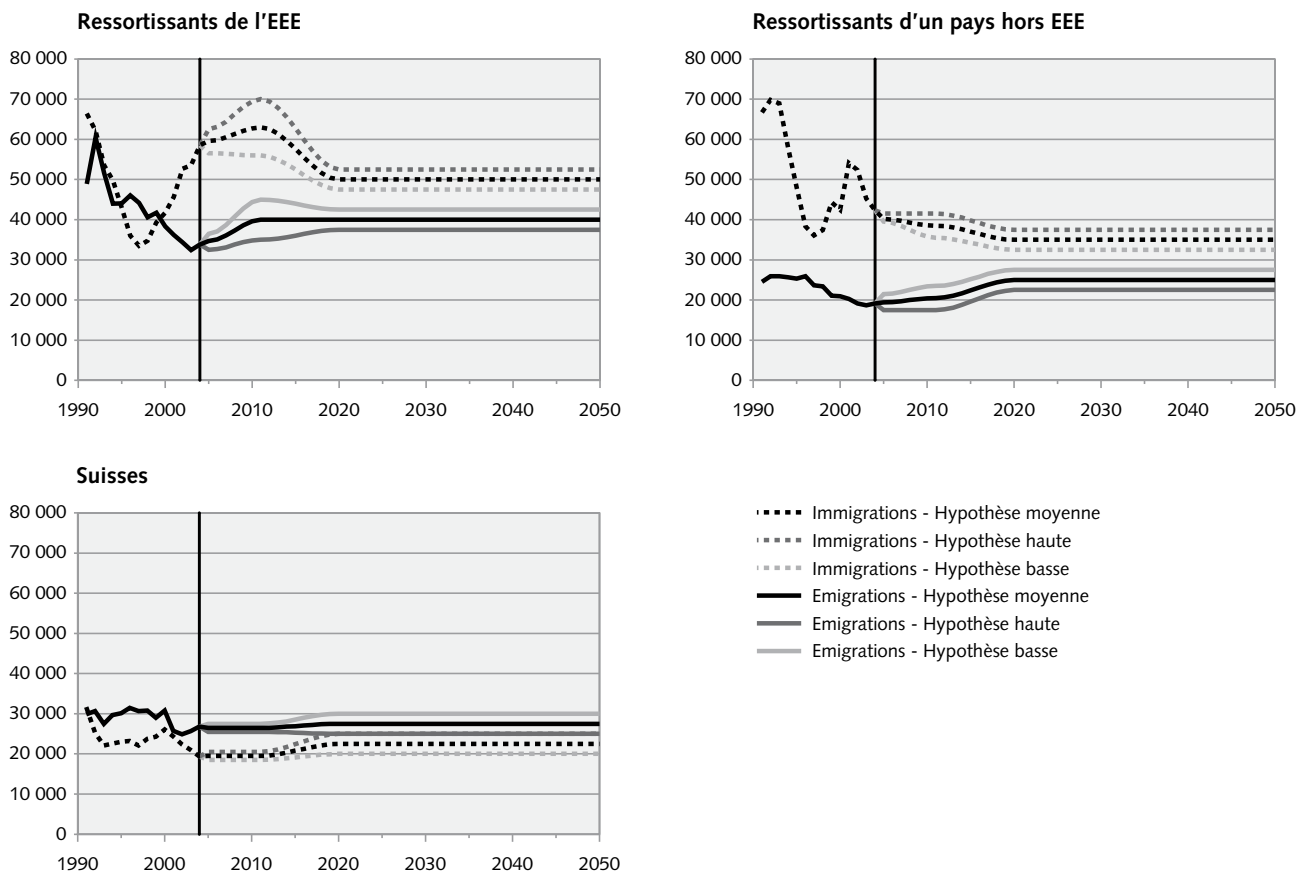 Ressortissants de l'EEE
80 000
70 000
60 000
50 000
40 000
30 000
20 000
10 000
0
1990 2000 2010 2020 2030 2040 2050
Ressortissants d'un pays hors EEE
80 000
70 000
60 000
50 000
40 000
30 000
20 000
10 000
0
1990 2000 2010 2020 2030 2040 2050
Suisses
80 000
70 000
60 000
50 000
40 000
30 000
20 000
10 000
0
1990 2000 2010 2020 2030 2040 2050
Immigrations - Hypothèse moyenne
Immigrations - Hypothèse haute
Immigrations - Hypothèse basse
Emigrations - Hypothèse moyenne
Emigrations - Hypothèse haute
Emigrations - Hypothèse basse